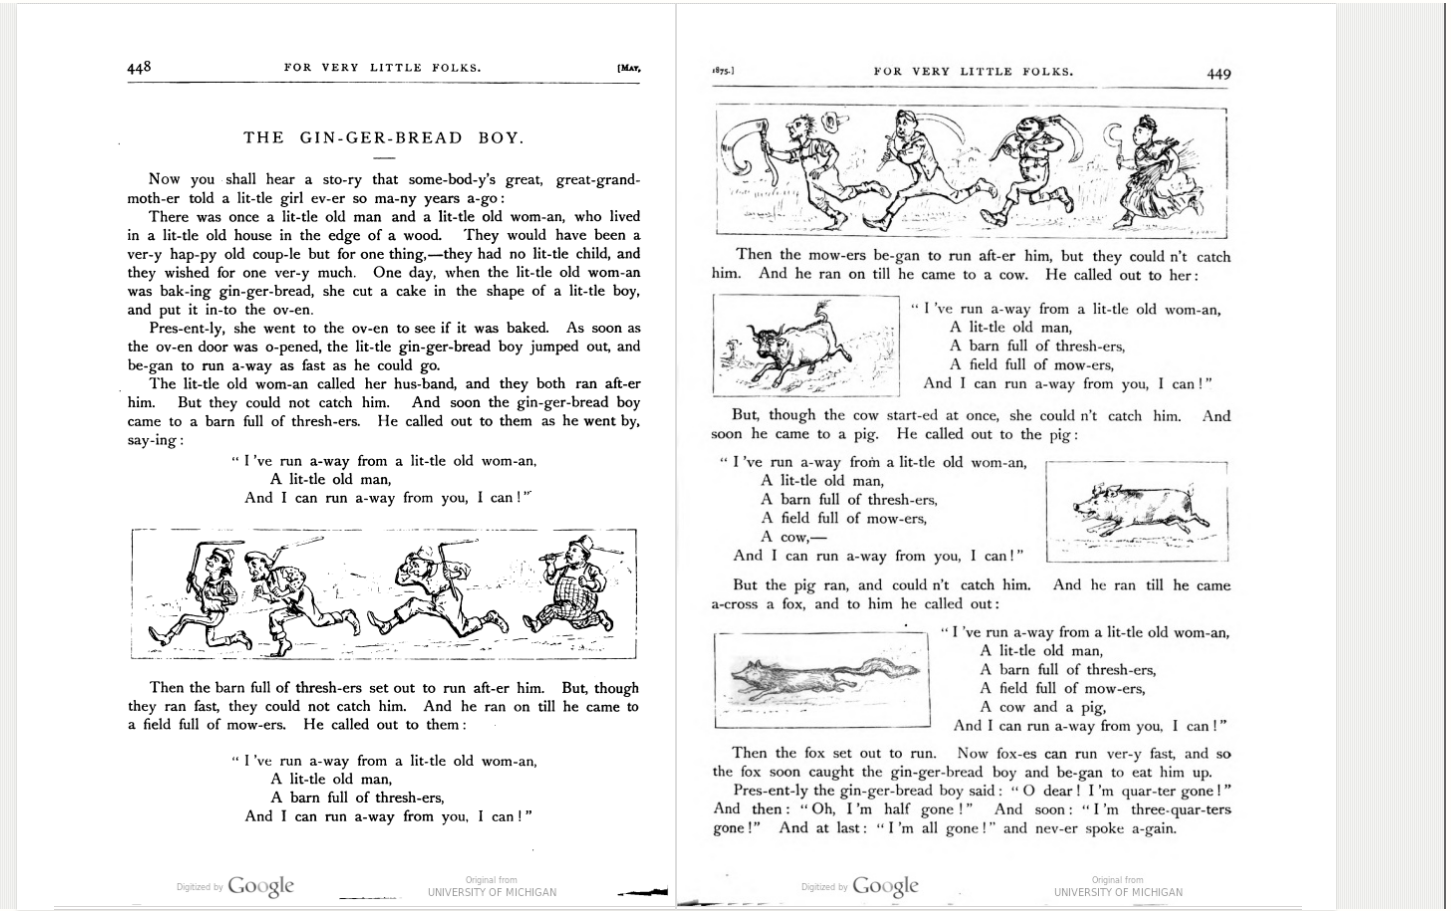 448 FOR VERY LITTLE FOLKS. [MAY,
THE GIN-GER-BREAD BOY.
NOW you shall hear a sto-ry that some-bod-y's great, great-grand-
moth-er told a lit-tle girl ev-er so ma-ny years a-go:
There was once a lit-tle old man and a lit-tle old wom-an, who lived
in a lit-tle old house in the edge of a wood. They would have been a
ver-y hap-py old coup-le but for one thing,—they had no lit-tle child, and
they wished for one ver-y much. One day, when the lit-tle old wom-an
was bak-ing gin-ger-bread, she cut a cake in the shape of a lit-tle boy,
and put it in-to the ov-en.
Pres-ent-ly, she went to the ov-en to see if it was baked. As soon as
the ov-en door was o-pened, the lit-tle gin-ger-bread boy jumped out, and
be-gan to run a-way as fast as he could go.
The lit-tle old wom-an called her hus-band, and they both ran aft-er
him. But they could not catch him. And soon the gin-ger-bread boy
came to a barn full of thresh-ers. He called out to them as he went by,
say-ing:
“ I 've run a-way from a lit-tle old wom-an,
A lit-tle old man,
And I can run a-way from you, I can!”
Then the barn full of thresh-ers set out to run aft-er him. But, though
they ran fast, they could not catch him. And he ran on till he came to
a field full of mow-ers. He called out to them:
“ I 've run a-way from a lit-tle old wom-an,
A lit-tle old man,
A barn full of thresh-ers,
And I can run a-way from you, I can!”
Digitized by Google
Original from
UNIVERSITY OF MICHIGAN
1875.] FOR VERY LITTLE FOLKS. 449
Then the mow-ers be-gan to run aft-er him, but they could n't catch
him. And he ran on till he came to a cow. He called out to her:
“ I 've run a-way from a lit-tle old wom-an,
A lit-tle old man,
A barn full of thresh-ers,
A field full of mow-ers,
And I can run a-way from you, I can!”
But, though the cow start-ed at once, she could n't catch him. And
soon he came to a pig. He called out to the pig:
“ I 've run a-way from a lit-tle old wom-an,
A lit-tle old man,
A barn full of thresh-ers,
A field full of mow-ers,
A cow,—
And I can run a-way from you, I can!”
But the pig ran, and could n't catch him. And he ran till he came
a-cross a fox, and to him he called out:
“ I 've run a-way from a lit-tle old wom-an,
A lit-tle old man,
A barn full of thresh-ers,
A field full of mow-ers,
A cow and a pig,
And I can run a-way from you, I can!”
Then the fox set out to run. Now fox-es can run ver-y fast, and so
the fox soon caught the gin-ger-bread boy and be-gan to eat him up.
Pres-ent-ly the gin-ger-bread boy said: “O dear! I 'm quar-ter gone!”
And then: “Oh, I 'm half gone!” And soon: “I 'm three-quar-ters
gone!” And at last: “I 'm all gone!” and nev-er spoke a-gain.
Digitized by Google
Original from
UNIVERSITY OF MICHIGAN